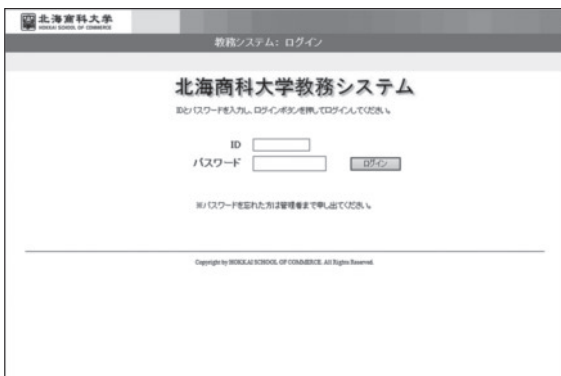 北海商科大学
HOKKAI SCHOOL OF COMMERCE
教務システム：ログイン
北海商科大学教務システム
IDとパスワードを入力し、ログインボタンを押してログインしてください。
ID
パスワード
ログイン
※パスワードを忘れた方は管理者まで申し出てください。
Copyright by HOKKAI SCHOOL OF COMMERCE. All Rights Reserved.